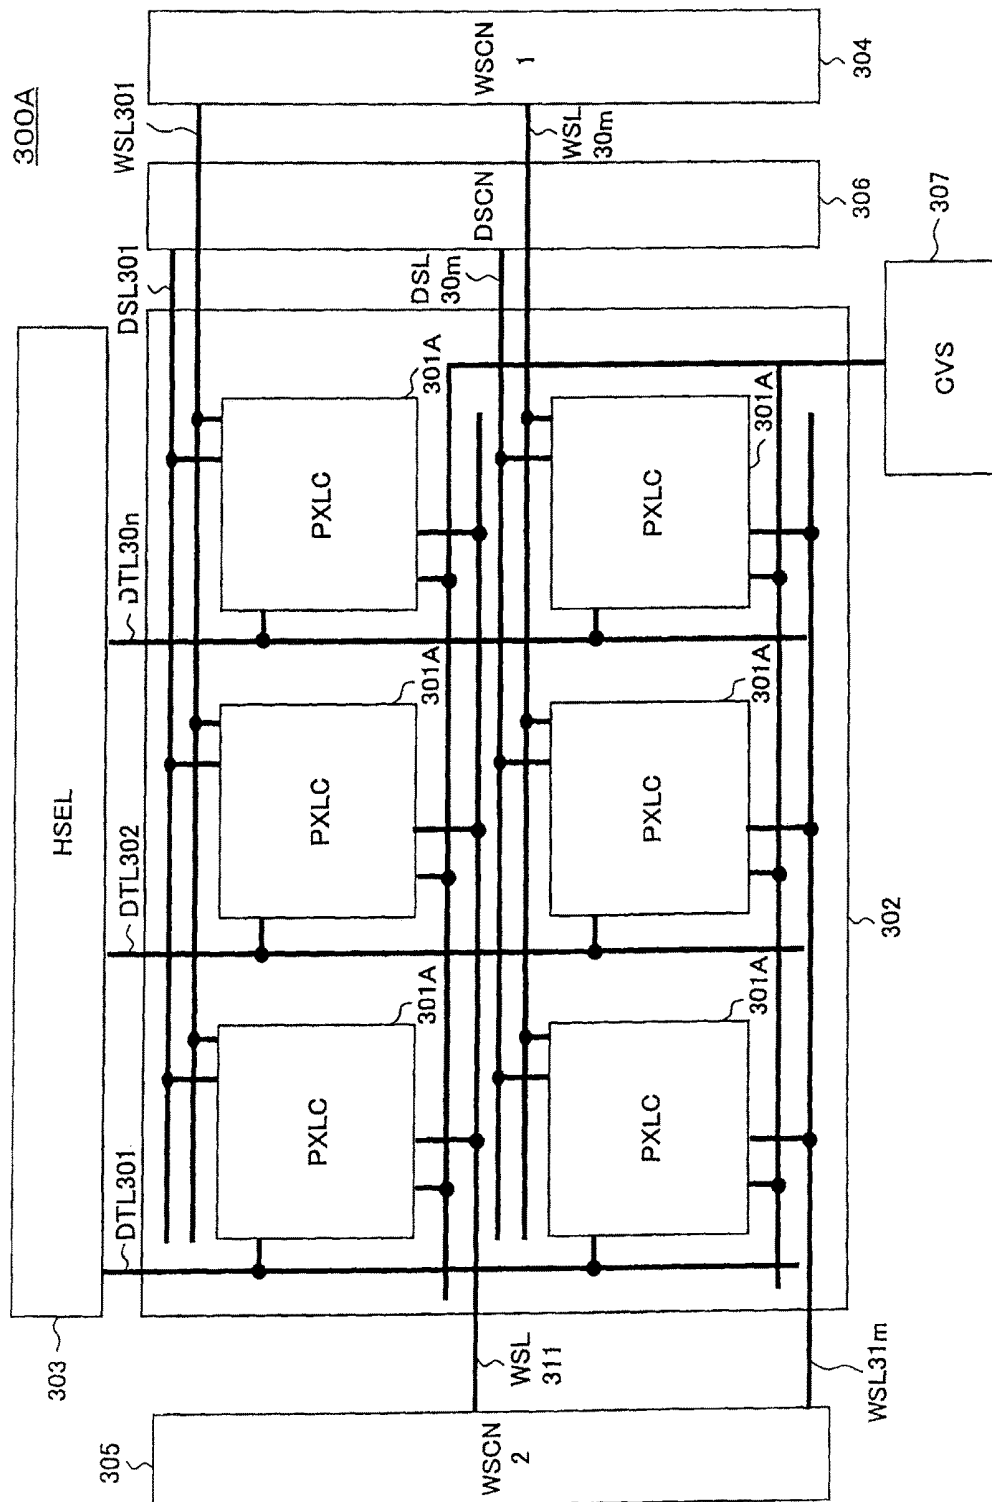 300A
HSEL
303
DTL301
DTL302
DTL30n
DSL301
WSL301
305
WSCN
2
PXLC
301A
PXLC
301A
PXLC
301A
DSL
30m
DSCN
WSCN
1
WSL
311
WSL
30m
PXLC
301A
PXLC
301A
PXLC
301A
WSL31m
302
306
304
307
CVS